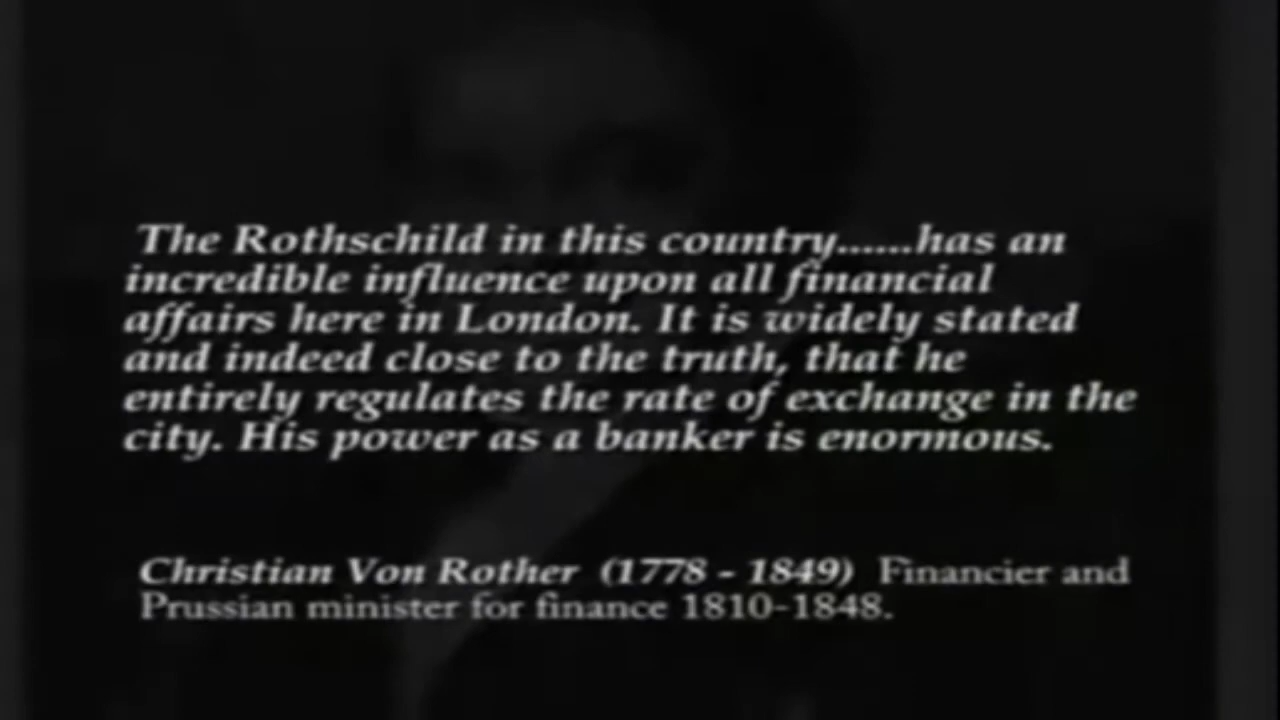 The Rothschild in this country......has an
incredible influence upon all financial
affairs here in London. It is widely stated
and indeed close to the truth, that he
entirely regulates the rate of exchange in the
city. His power as a banker is enormous.
Christian Von Rother (1778 - 1849) Financier and
Prussian minister for finance 1810-1848.